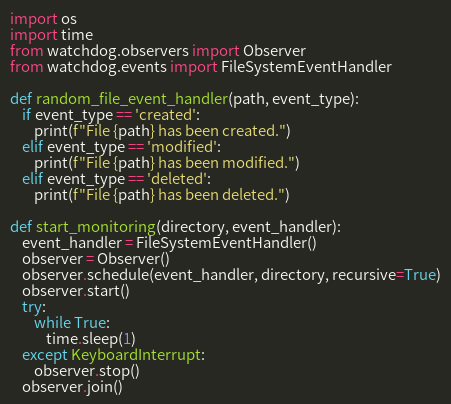 import os
import time
from watchdog.observers import Observer
from watchdog.events import FileSystemEventHandler

def random_file_event_handler(path, event_type):
    if event_type == 'created':
        print(f"File {path} has been created.")
    elif event_type == 'modified':
        print(f"File {path} has been modified.")
    elif event_type == 'deleted':
        print(f"File {path} has been deleted.")

def start_monitoring(directory, event_handler):
    event_handler = FileSystemEventHandler()
    observer = Observer()
    observer.schedule(event_handler, directory, recursive=True)
    observer.start()
    try:
        while True:
            time.sleep(1)
    except KeyboardInterrupt:
        observer.stop()
    observer.join()